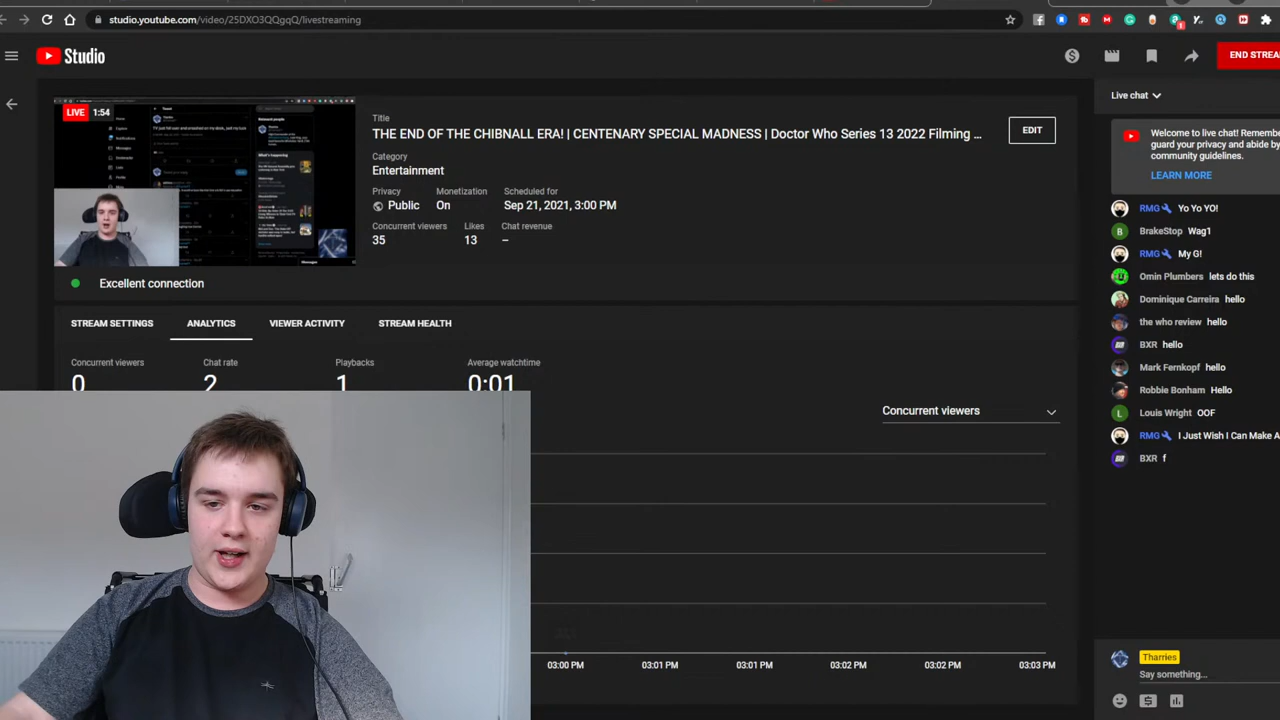 studio.youtube.com/video/25DXO3QQgqQ/livestreaming
1
Studio
END STREA
LIVE 1:54
Title
THE END OF THE CHIBNALL ERA! | CENTENARY SPECIAL MADNESS | Doctor Who Series 13 2022 Filming ...
EDIT
Category
Entertainment
Privacy Monetization Scheduled for
Public On Sep 21, 2021, 3:00 PM
Concurrent viewers Likes Chat revenue
35 13 –
Excellent connection
STREAM SETTINGS ANALYTICS VIEWER ACTIVITY STREAM HEALTH
Concurrent viewers Chat rate Playbacks Average watchtime
0 2 1 0:01
Concurrent viewers
03:00 PM 03:01 PM 03:01 PM 03:02 PM 03:02 PM 03:03 PM
Live chat
Welcome to live chat! Remembe
guard your privacy and abide by
community guidelines.
LEARN MORE
RMG Yo Yo YO!
BrakeStop Wag1
RMG My G!
Omin Plumbers lets do this
Dominique Carreira hello
the who review hello
BXR hello
Mark Fernkopf hello
Robbie Bonham Hello
Louis Wright OOF
RMG I Just Wish I Can Make A
BXR f
Tharries
Say something...